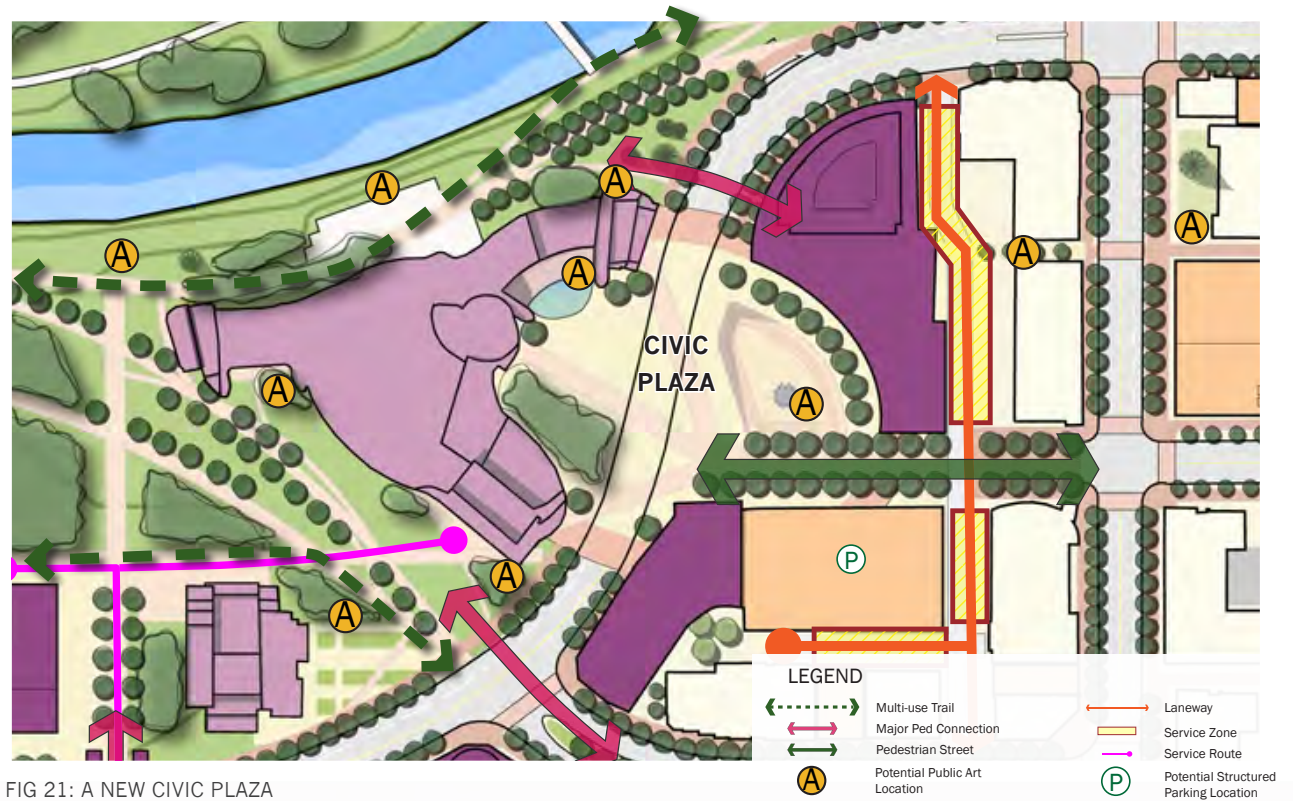 A
A
A
A
A
A
CIVIC
PLAZA
A
A
A
A
P
A
LEGEND
Multi-use Trail
Major Ped Connection
Pedestrian Street
A
Potential Public Art
Location
Laneway
Service Zone
Service Route
P
Potential Structured
Parking Location
FIG 21: A NEW CIVIC PLAZA